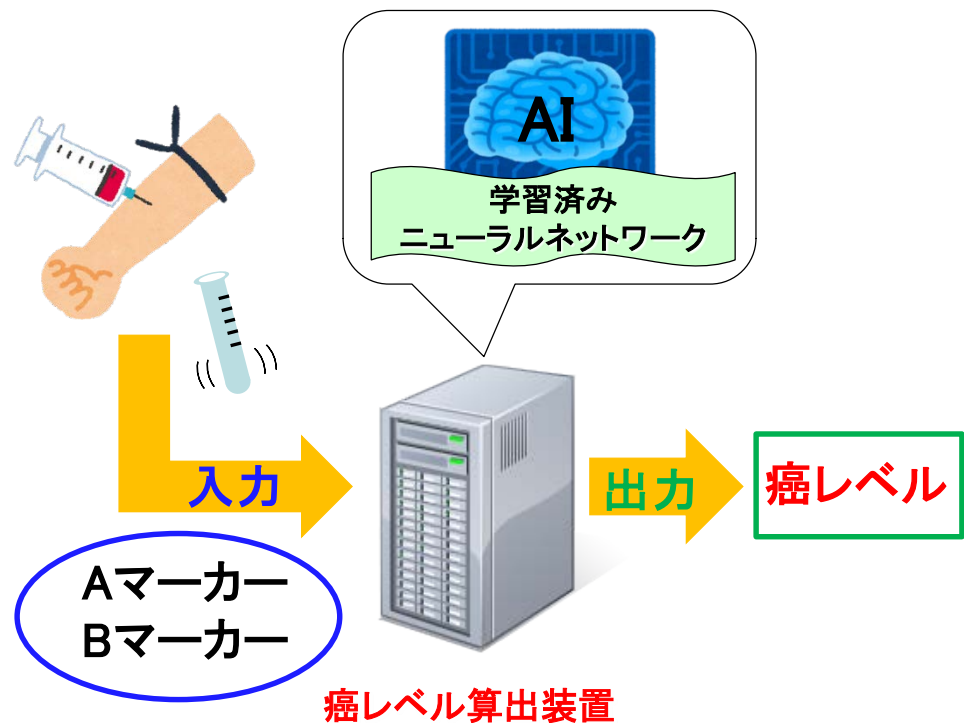 AI
学習済み
ニューラルネットワーク
入力
出力
癌レベル
Aマーカー
Bマーカー
癌レベル算出装置